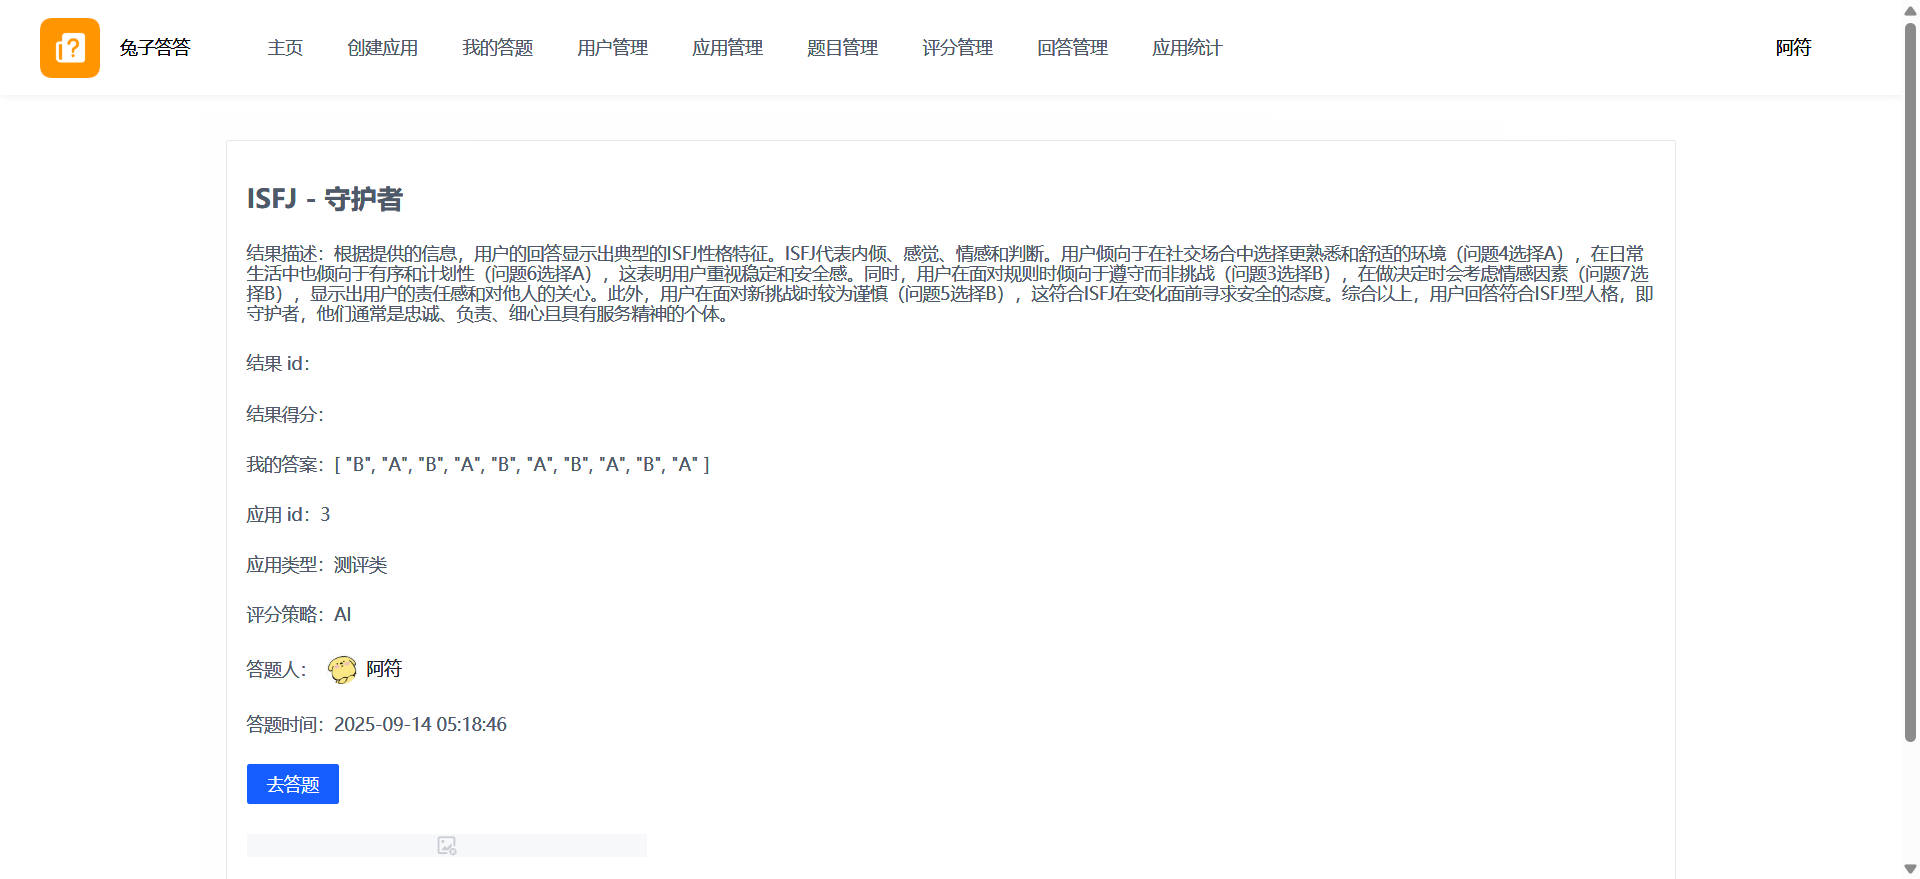 兔子答答 主页 创建应用 我的答题 用户管理 应用管理 题目管理 评分管理 回答管理 应用统计 阿符
ISFJ - 守护者
结果描述：根据提供的信息，用户的回答显示出典型的ISFJ性格特征。ISFJ代表内倾、感觉、情感和判断。用户倾向于在社交场合中选择更熟悉和舒适的环境（问题4选择A），在日常
生活中也倾向于有序和计划性（问题6选择A），这表明用户重视稳定和安全感。同时，用户在面对规则时倾向于遵守而非挑战（问题3选择B），在做决定时会考虑情感因素（问题7选
择B），显示出用户的责任感和对他人的关心。此外，用户在面对新挑战时较为谨慎（问题5选择B），这符合ISFJ在变化面前寻求安全的态度。综合以上，用户回答符合ISFJ型人格，即
守护者，他们通常是忠诚、负责、细心且具有服务精神的个体。
结果 id：
结果得分：
我的答案：[ "B", "A", "B", "A", "B", "A", "B", "A", "B", "A" ]
应用 id：3
应用类型：测评类
评分策略：AI
答题人： 阿符
答题时间：2025-09-14 05:18:46
去答题